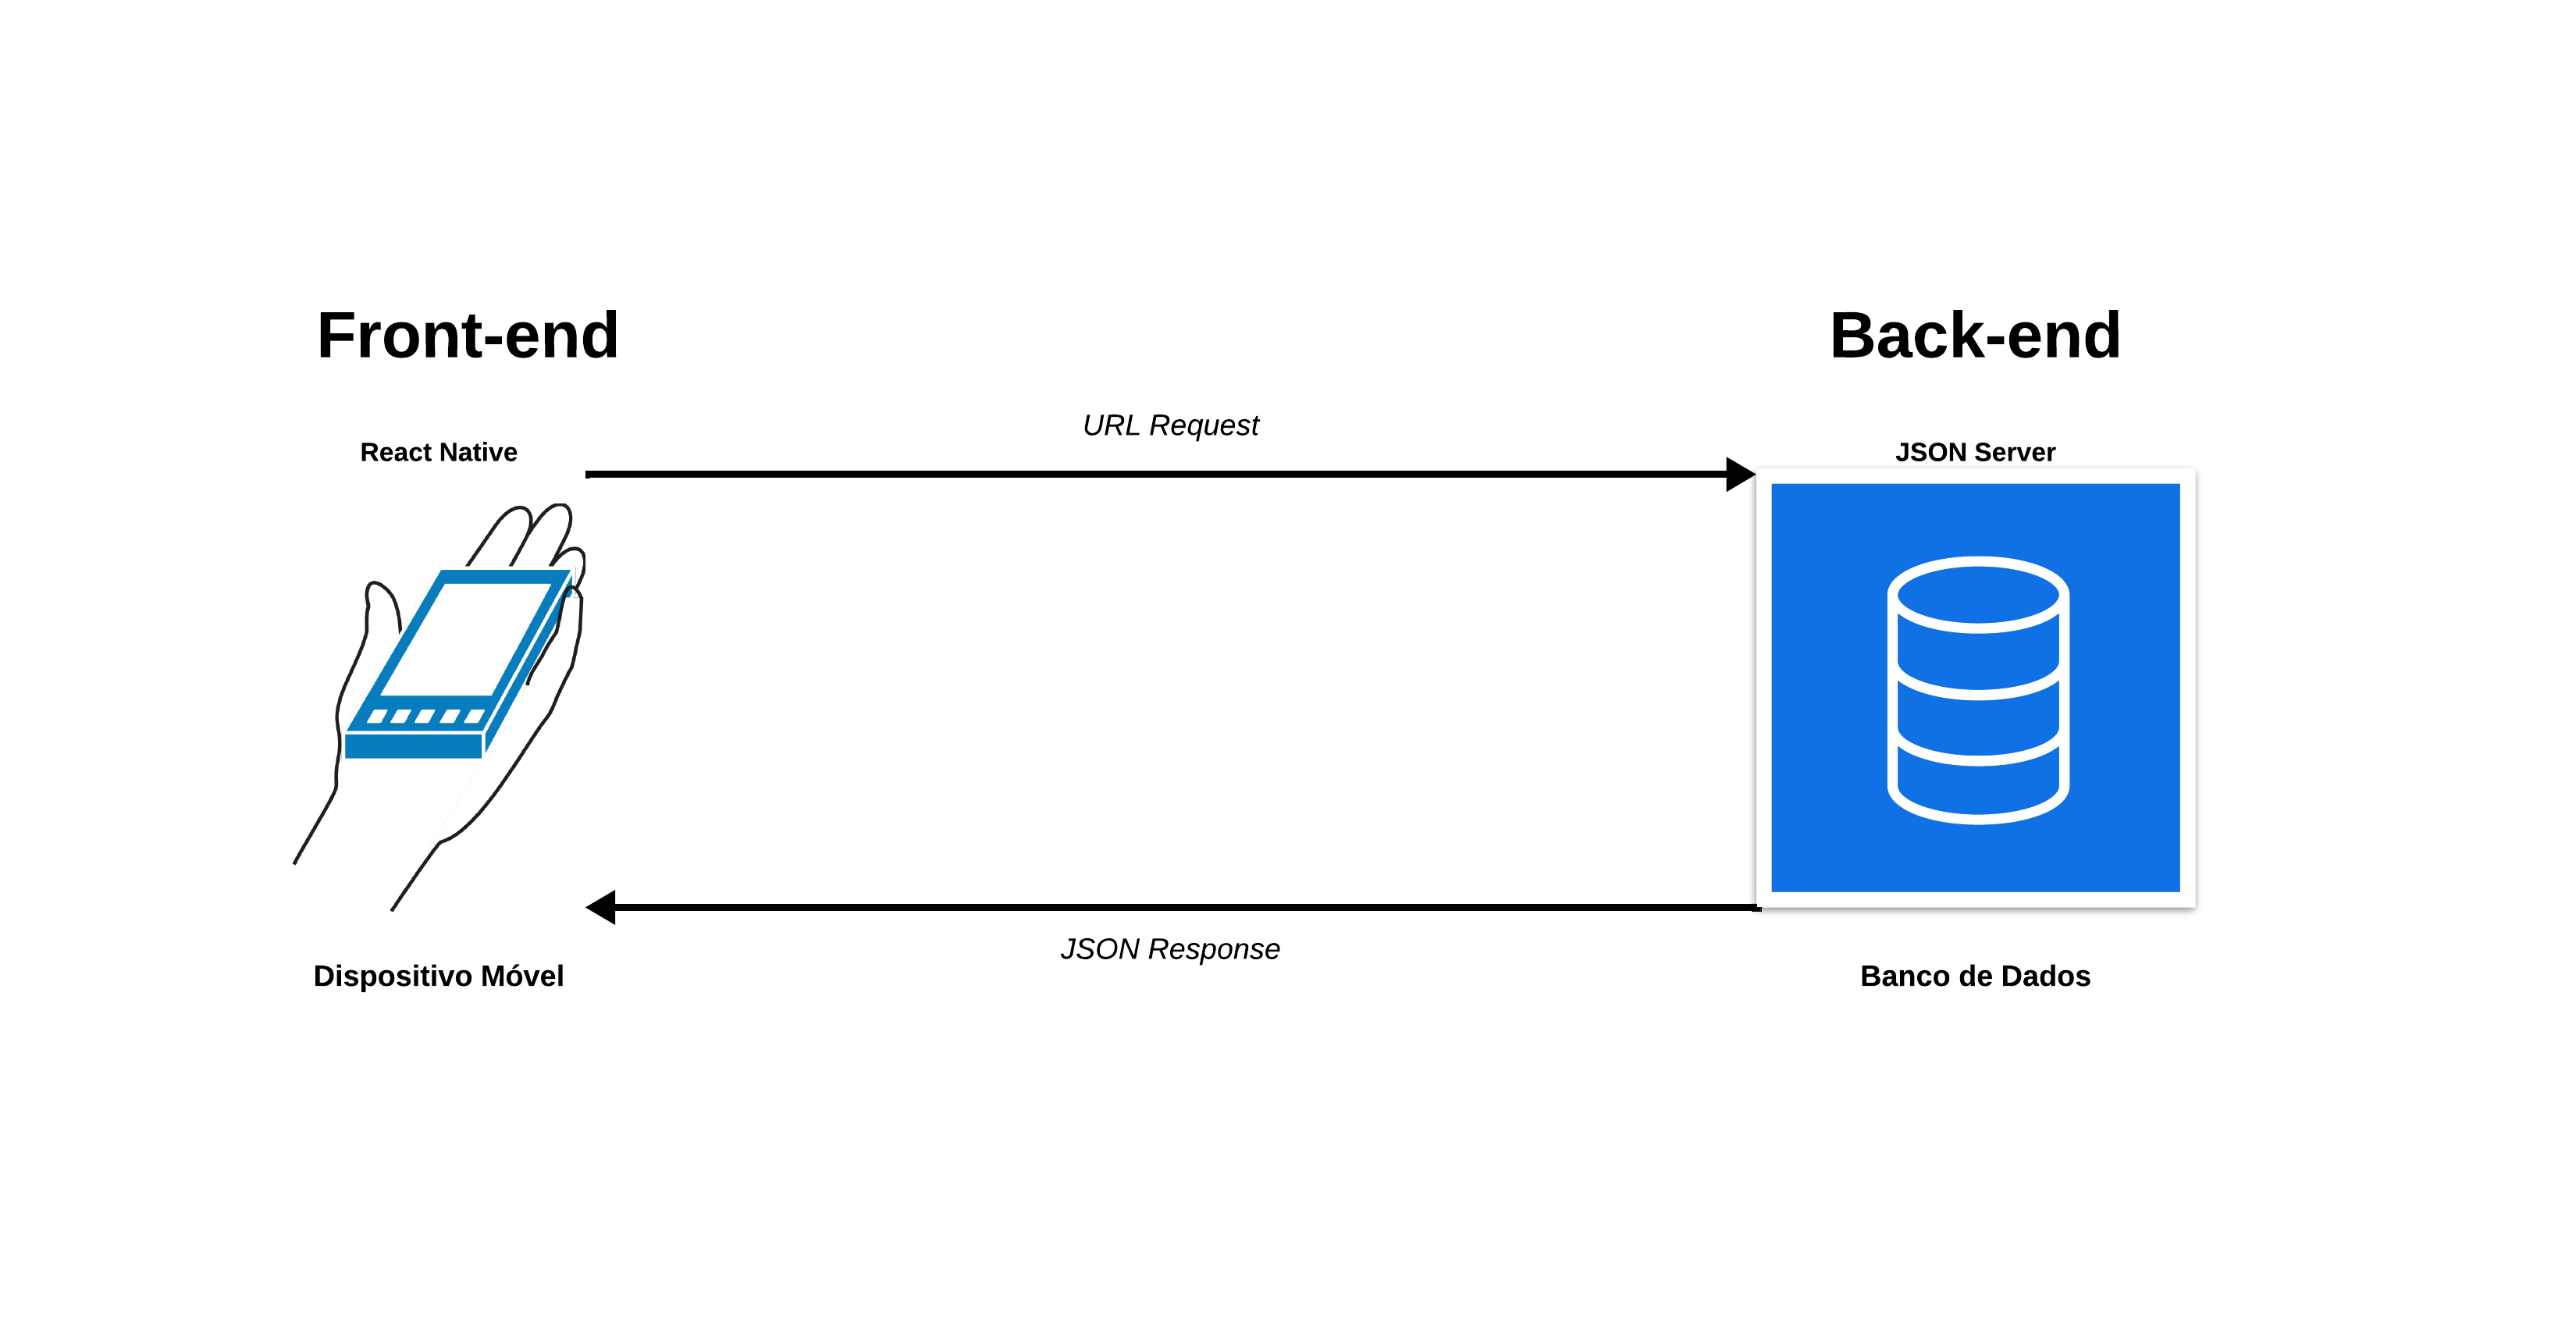 Front-end
Back-end
URL Request
React Native
JSON Server
JSON Response
Dispositivo Móvel
Banco de Dados